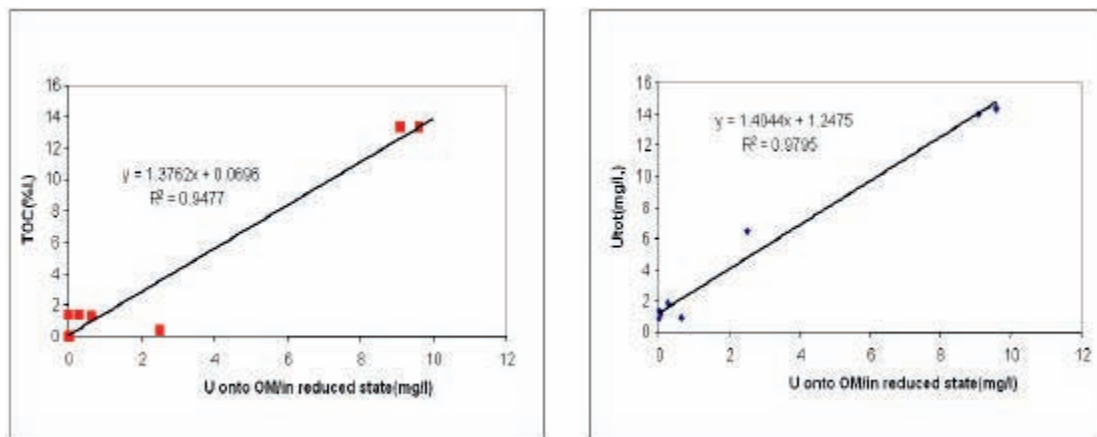 16
14
12
10
8
6
4
2
0
TOC(%L)
y = 1.3762x + 0.0696
R² = 0.9477
0 2 4 6 8 10 12
U onto OM/in reduced state(mg/l)
16
14
12
10
8
6
4
2
0
Utot(mg/l,)
y = 1.4044x + 1.2475
R² = 0.9795
0 2 4 6 8 10 12
U onto OM/in reduced state(mg/l)